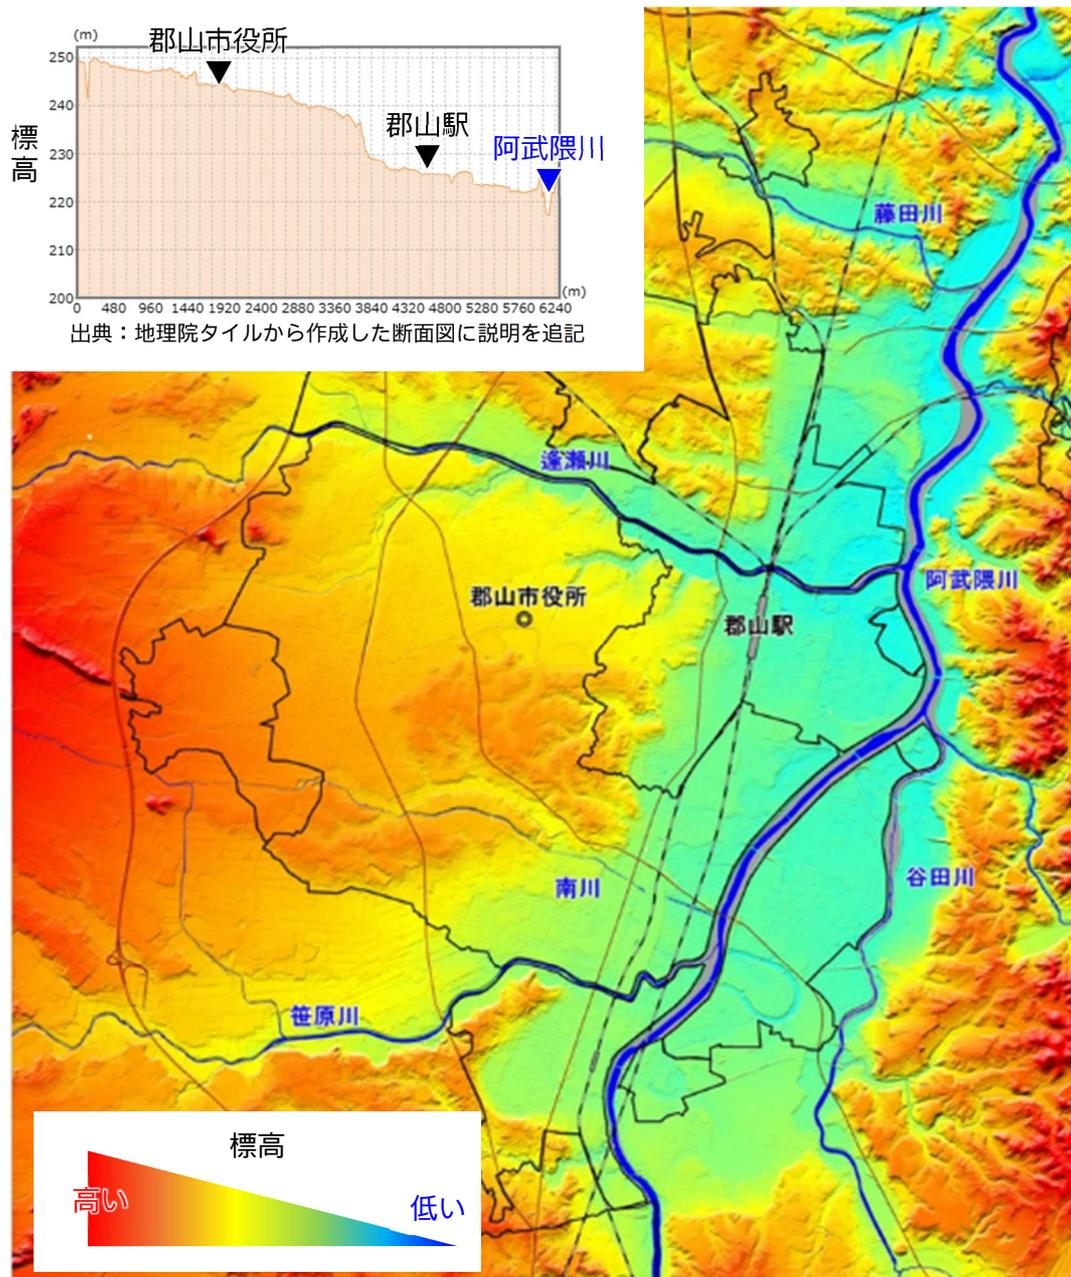 (m)
郡山市役所
250
240
標高
郡山駅
230
阿武隈川
220
210
200
(m)
0 480 960 1440 1920 2400 2880 3360 3840 4320 4800 5280 5760 6240
出典：地理院タイルから作成した断面図に説明を追記
藤田川
逢瀬川
阿武隈川
郡山市役所
郡山駅
谷田川
南川
笹原川
標高
高い
低い